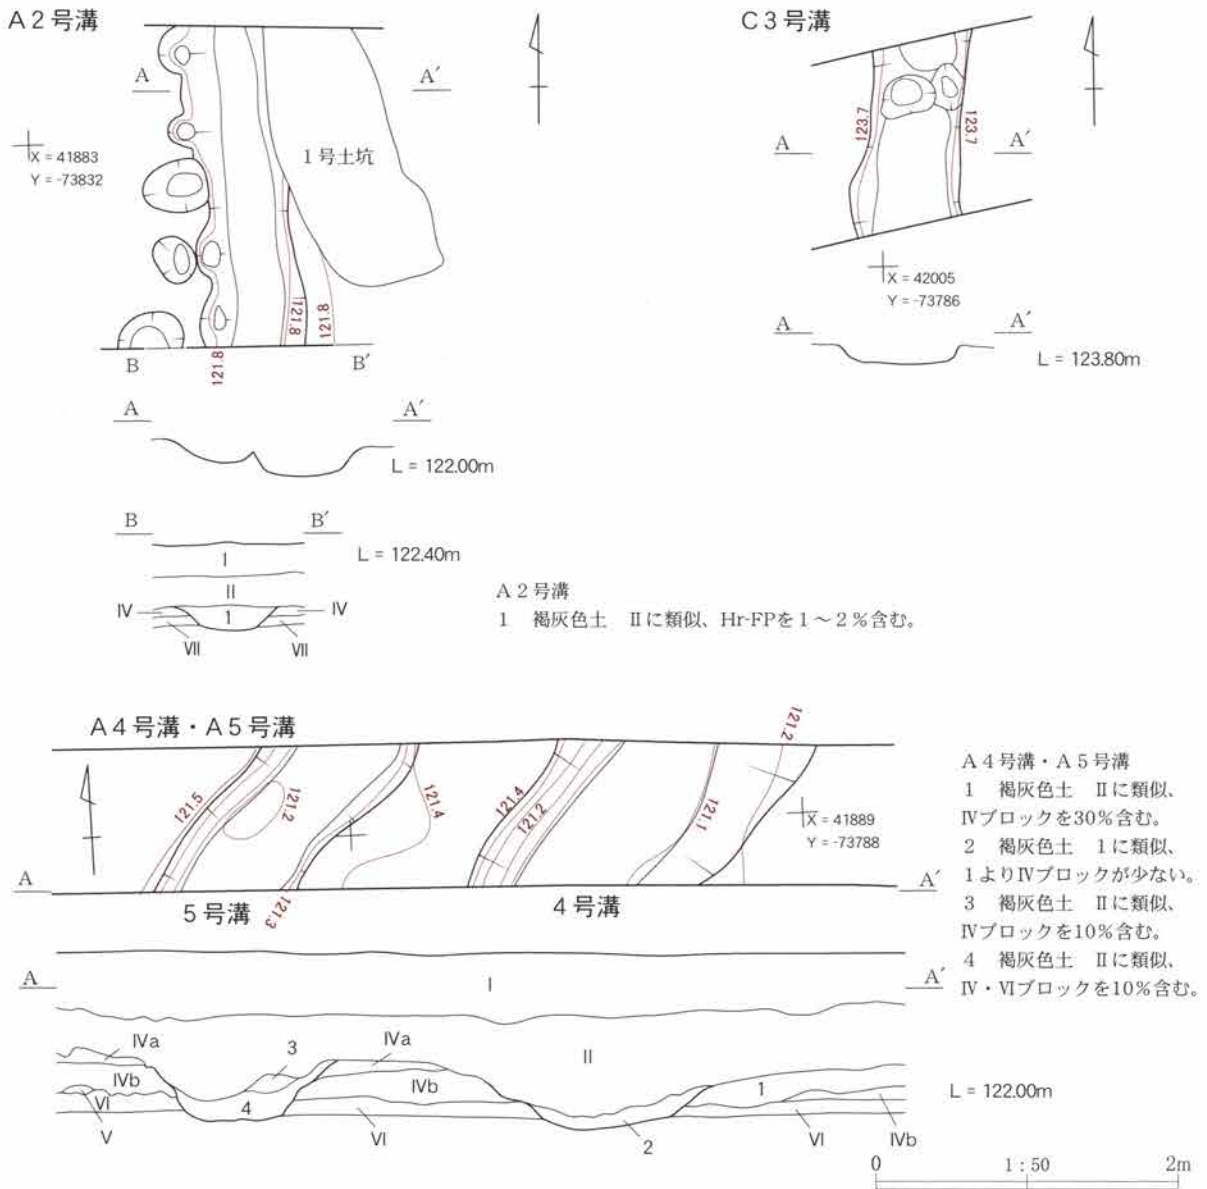 A2号溝
A
A′
X = 41883
Y = -73832
1号土坑
121.8
121.8
121.8
B
B′
A
A′
L = 122.00m
B
B′
L = 122.40m
I
II
IV
1
IV
VII
VII
A2号溝
1 褐灰色土 IIに類似、Hr-FPを1～2%含む。
C3号溝
123.7
123.7
A
A′
X = 42005
Y = -73786
A
A′
L = 123.80m
A4号溝・A5号溝
121.5
121.2
121.4
121.4
121.2
121.2
121.1
X = 41889
Y = -73788
A
A′
5号溝
121.3
4号溝
A4号溝・A5号溝
1 褐灰色土 IIに類似、
IVブロックを30%含む。
2 褐灰色土 1に類似、
1よりIVブロックが少ない。
3 褐灰色土 IIに類似、
IVブロックを10%含む。
4 褐灰色土 IIに類似、
IV・VIブロックを10%含む。
A
A′
I
II
IVa
3
IVa
IVb
IVb
1
VI
4
V
VI
2
VI
IVb
L = 122.00m
0 1:50 2m